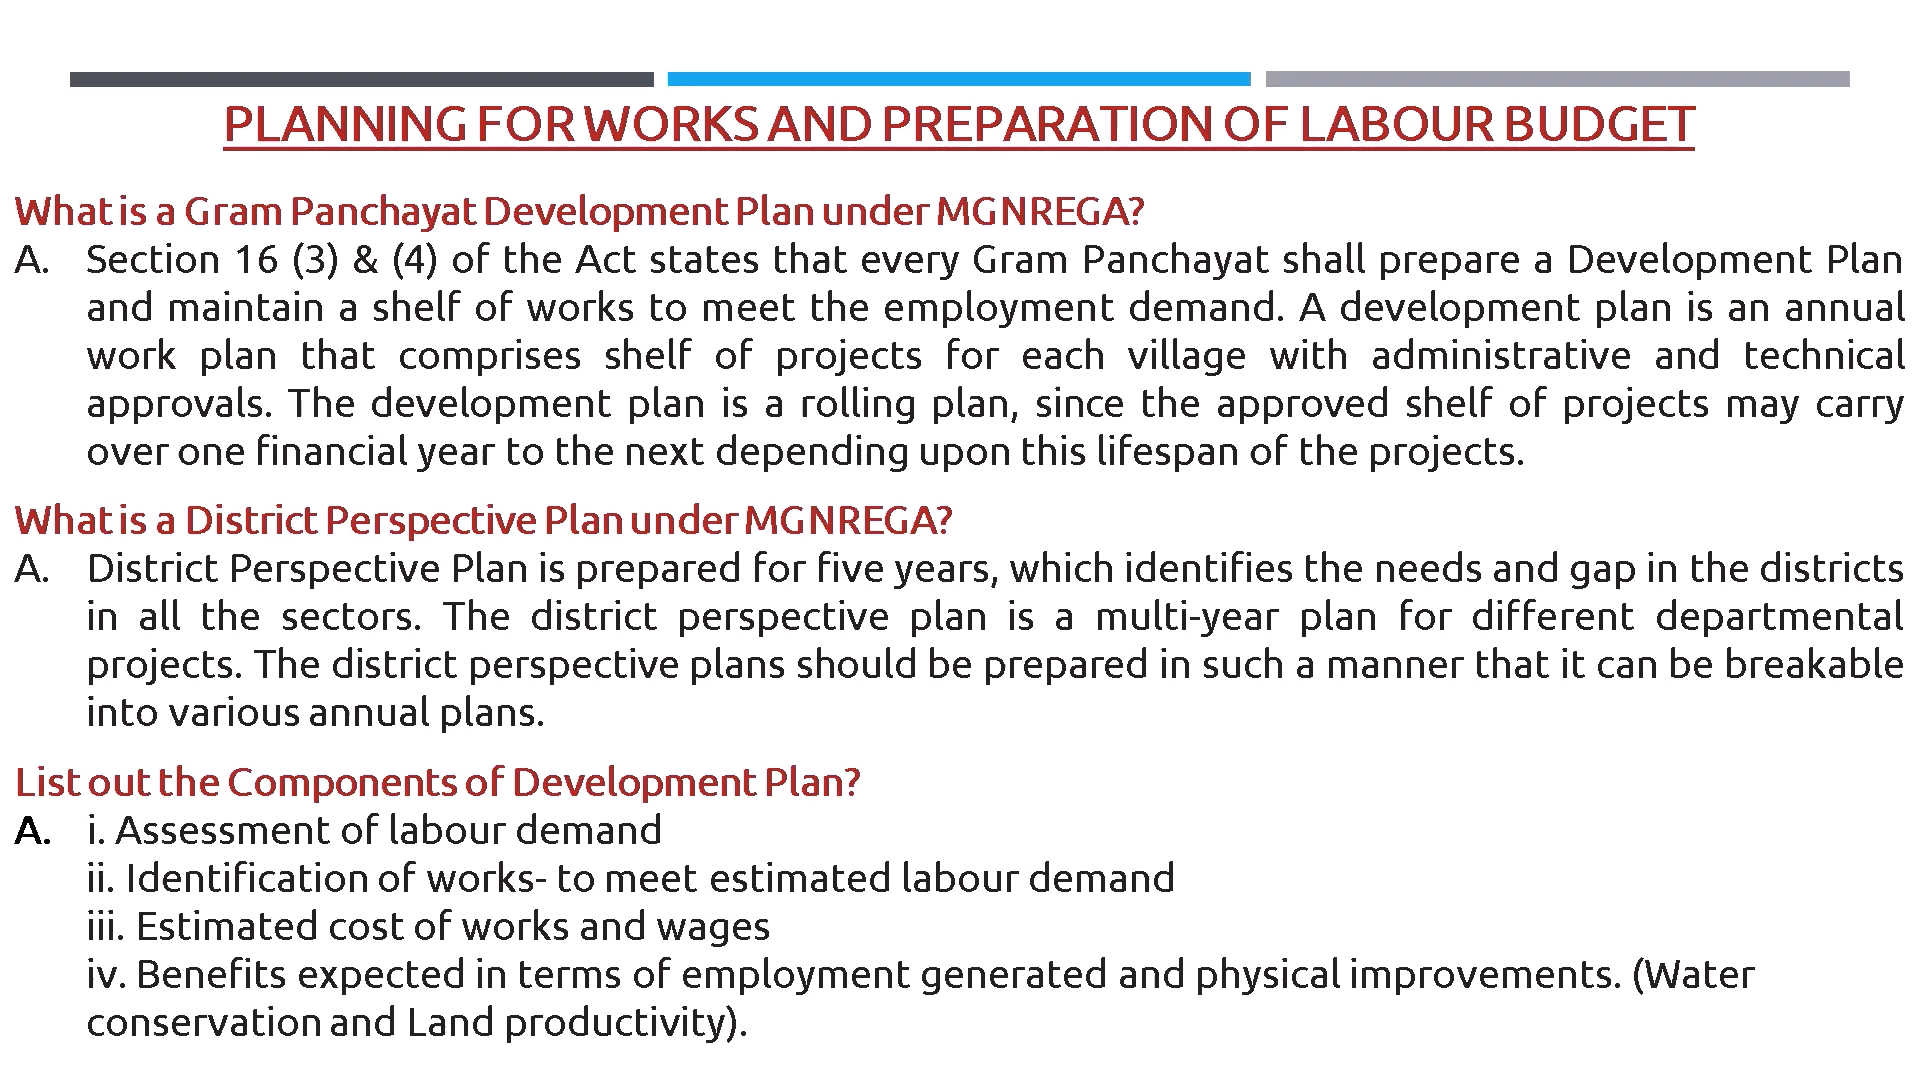 PLANNING FOR WORKS AND PREPARATION OF LABOUR BUDGET
What is a Gram Panchayat Development Plan under MGNREGA?
A. Section 16 (3) & (4) of the Act states that every Gram Panchayat shall prepare a Development Plan
and maintain a shelf of works to meet the employment demand. A development plan is an annual
work plan that comprises shelf of projects for each village with administrative and technical
approvals. The development plan is a rolling plan, since the approved shelf of projects may carry
over one financial year to the next depending upon this lifespan of the projects.
What is a District Perspective Plan under MGNREGA?
A. District Perspective Plan is prepared for five years, which identifies the needs and gap in the districts
in all the sectors. The district perspective plan is a multi-year plan for different departmental
projects. The district perspective plans should be prepared in such a manner that it can be breakable
into various annual plans.
List out the Components of Development Plan?
A. i. Assessment of labour demand
ii. Identification of works- to meet estimated labour demand
iii. Estimated cost of works and wages
iv. Benefits expected in terms of employment generated and physical improvements. (Water
conservation and Land productivity).